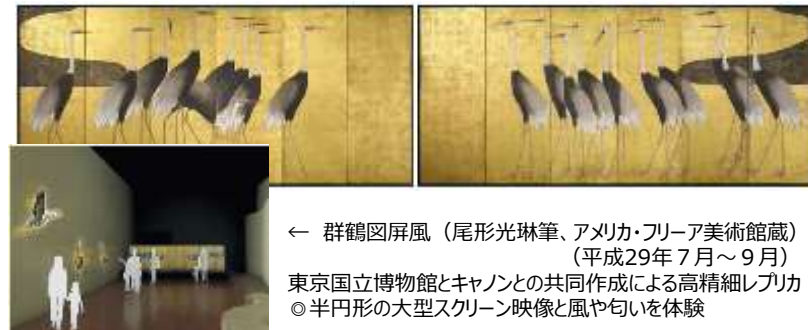 ← 群鶴図屏風（尾形光琳筆、アメリカ・フリーア美術館蔵）
（平成29年７月～９月）
東京国立博物館とキャノンとの共同作成による高精細レプリカ
◎半円形の大型スクリーン映像と風や匂いを体験